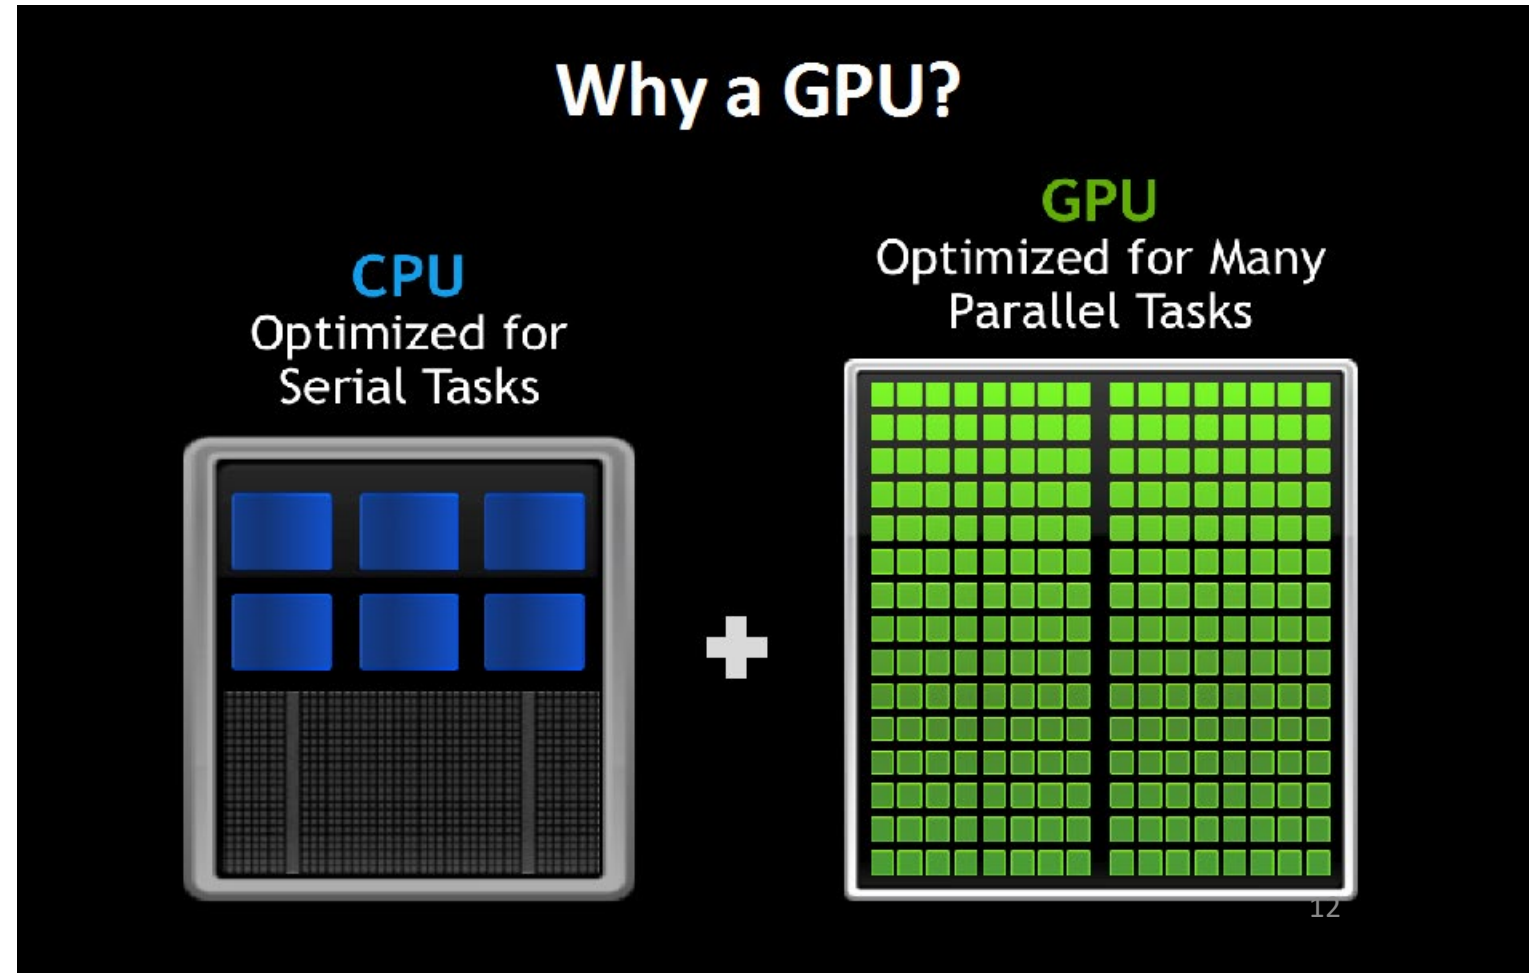 Why a GPU?
CPU
Optimized for
Serial Tasks
GPU
Optimized for Many
Parallel Tasks
12